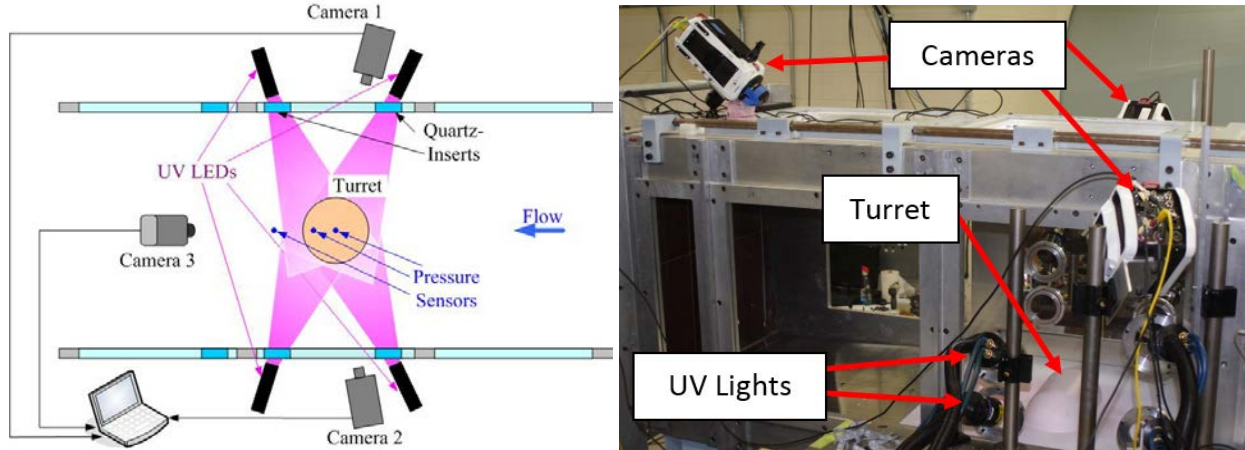 Camera 1
Quartz-
Inserts
UV LEDs
Turret
Flow
Camera 3
Pressure
Sensors
Camera 2
Cameras
Turret
UV Lights